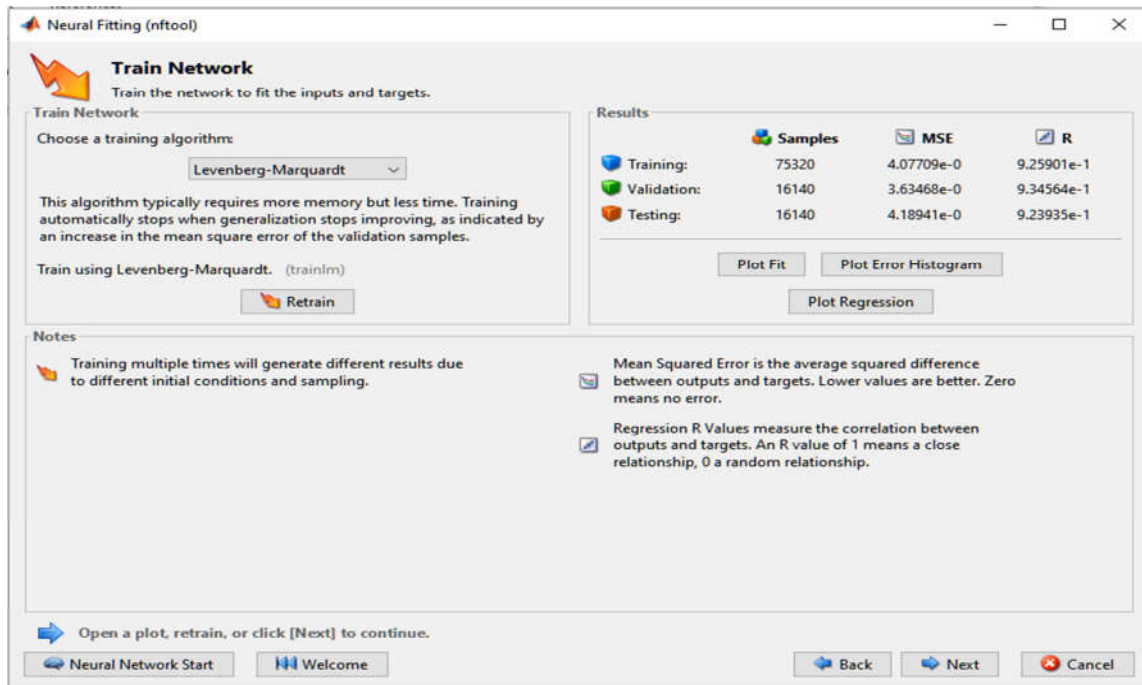 Neural Fitting (nftool)
Train Network
Train the network to fit the inputs and targets.
Train Network
Choose a training algorithm:
Levenberg-Marquardt
This algorithm typically requires more memory but less time. Training
automatically stops when generalization stops improving, as indicated by
an increase in the mean square error of the validation samples.
Train using Levenberg-Marquardt. (trainlm)
Retrain
Results
Samples MSE R
Training: 75320 4.07709e-0 9.25901e-1
Validation: 16140 3.63468e-0 9.34564e-1
Testing: 16140 4.18941e-0 9.23935e-1
Plot Fit Plot Error Histogram
Plot Regression
Notes
Training multiple times will generate different results due
to different initial conditions and sampling.
Mean Squared Error is the average squared difference
between outputs and targets. Lower values are better. Zero
means no error.
Regression R Values measure the correlation between
outputs and targets. An R value of 1 means a close
relationship, 0 a random relationship.
Open a plot, retrain, or click [Next] to continue.
Neural Network Start Welcome Back Next Cancel